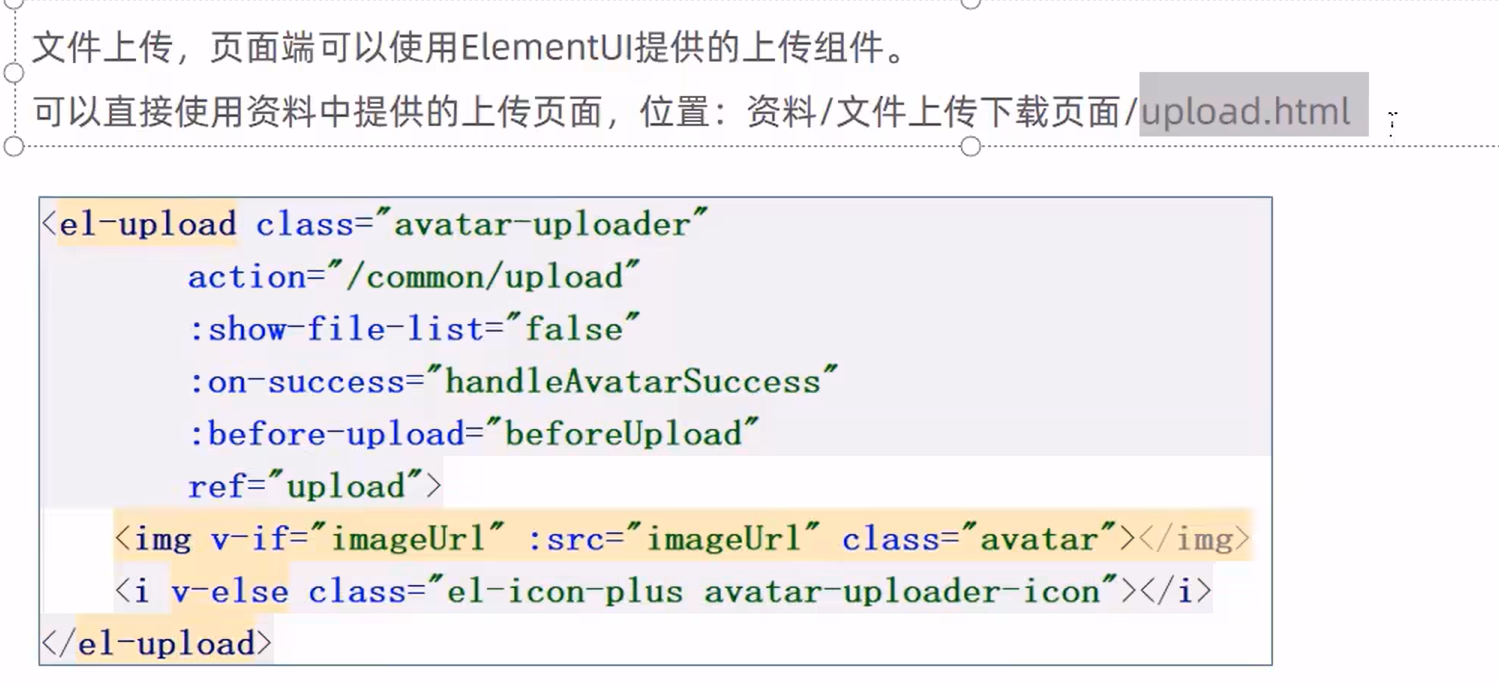 文件上传，页面端可以使用ElementUI提供的上传组件。
可以直接使用资料中提供的上传页面，位置：资料/文件上传下载页面/upload.html
<el-upload class="avatar-uploader"
action="/common/upload"
:show-file-list="false"
:on-success="handleAvatarSuccess"
:before-upload="beforeUpload"
ref="upload">
<img v-if="imageUrl" :src="imageUrl" class="avatar"></img>
<i v-else class="el-icon-plus avatar-uploader-icon"></i>
</el-upload>